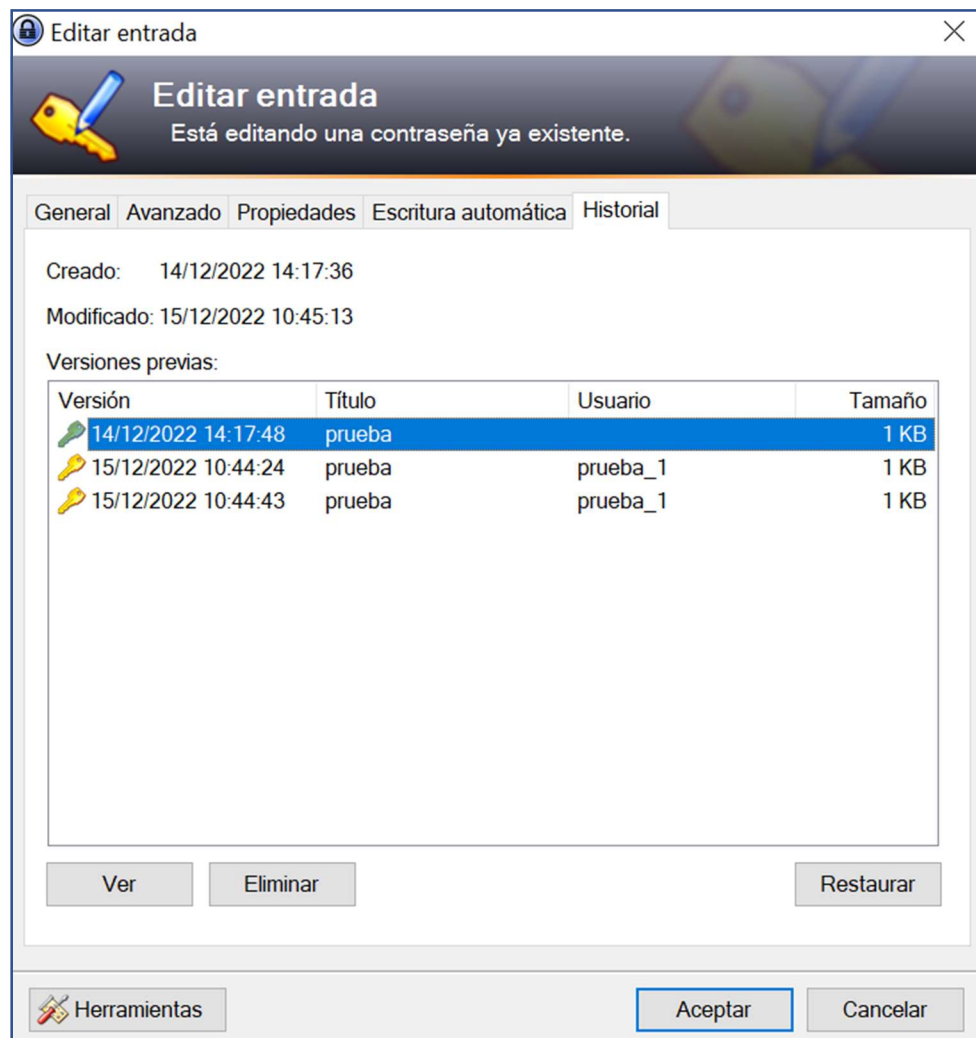 Editar entrada
Editar entrada
Está editando una contraseña ya existente.
General Avanzado Propiedades Escritura automática Historial
Creado: 14/12/2022 14:17:36
Modificado: 15/12/2022 10:45:13
Versiones previas:
Versión Título Usuario Tamaño
14/12/2022 14:17:48 prueba 1 KB
15/12/2022 10:44:24 prueba prueba_1 1 KB
15/12/2022 10:44:43 prueba prueba_1 1 KB
Ver Eliminar Restaurar
Herramientas Aceptar Cancelar